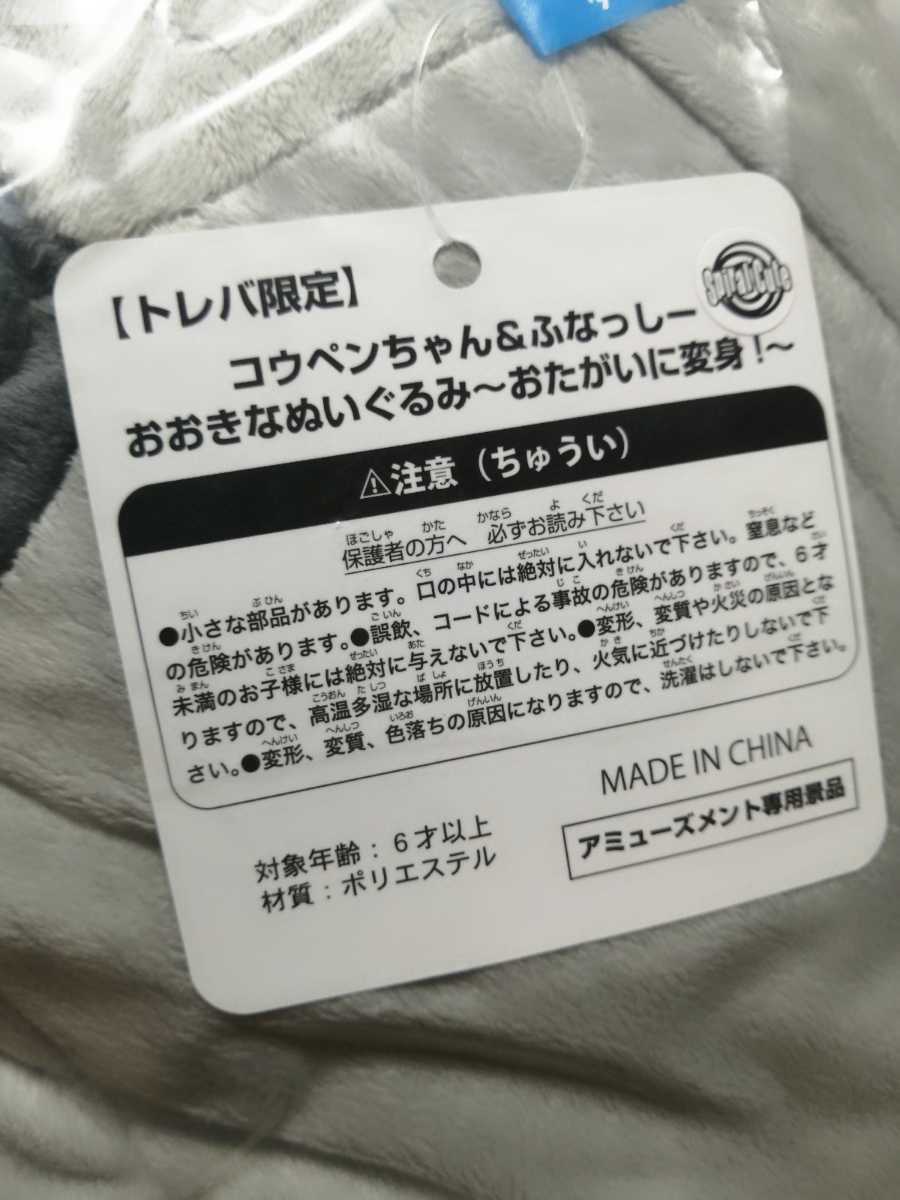 【トレバ限定】
SpiralCute
コウペンちゃん&ふなっしー
おおきなぬいぐるみ～おたがいに変身!～
⚠注意（ちゅうい）
保護者の方へ 必ずお読み下さい
●小さな部品があります。口の中には絶対に入れないで下さい。窒息など
の危険があります。●誤飲、コードによる事故の危険がありますので、6才
未満のお子様には絶対に与えないで下さい。●変形、変質や火災の原因とな
りますので、高温多湿な場所に放置したり、火気に近づけたりしないで下
さい。●変形、変質、色落ちの原因になりますので、洗濯はしないで下さい。
MADE IN CHINA
対象年齢：6才以上
材質：ポリエステル
アミューズメント専用景品